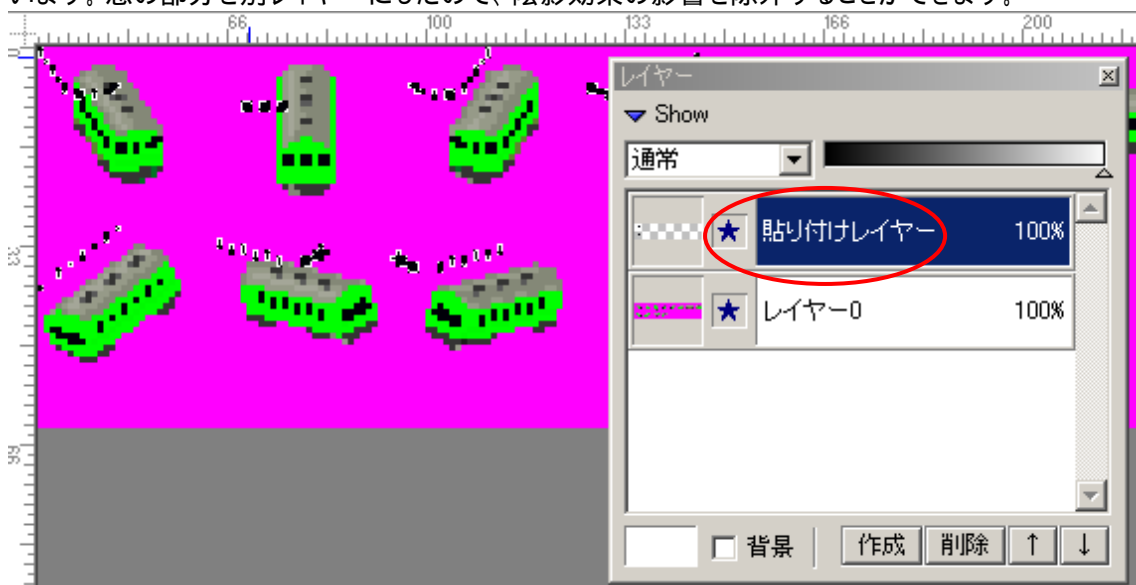 います。窓の部分を別レイヤーにしたので、陰影効果の影響を除外することができます。
66 100 133 166 200
レイヤー
Show
通常
貼り付けレイヤー 100%
33
レイヤー0 100%
99
背景 作成 削除 ↑ ↓